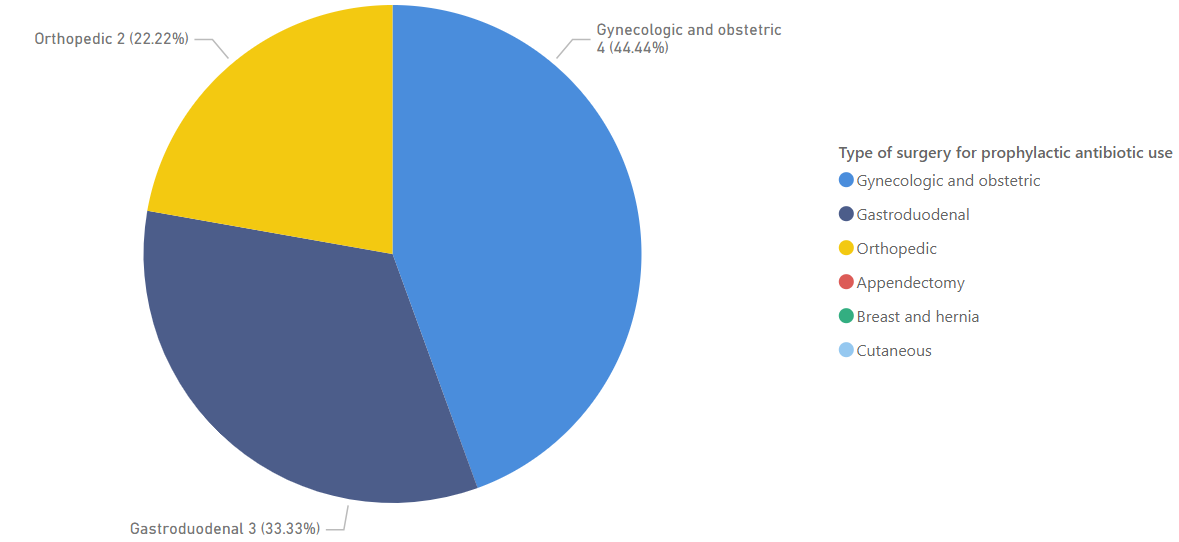 Orthopedic 2 (22.22%)
Gynecologic and obstetric
4 (44.44%)
Type of surgery for prophylactic antibiotic use
Gynecologic and obstetric
Gastroduodenal
Orthopedic
Appendectomy
Breast and hernia
Cutaneous
Gastroduodenal 3 (33.33%)